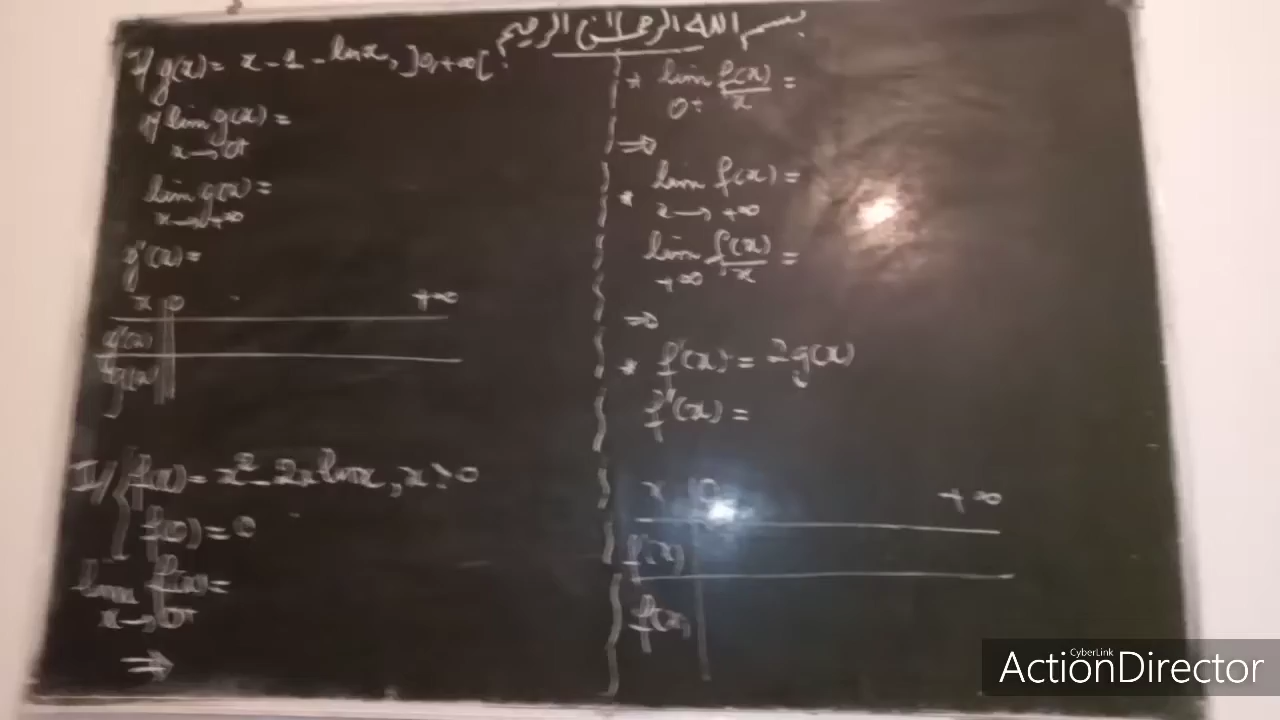 بسم الله الرحمان الرحيم
I/ g(x) = x - 1 - lnx, ]0,+∞[
1/ lim g(x) =
x → 0+
lim g(x) =
x → +∞
g'(x) =
x 0 +∞
g'(x)
g(x)
II/ { f(x) = x² - 2x lnx, x > 0
f(0) = 0
lim f(x) =
x → 0+
⇒
* lim f(x)/x =
0+
⇒
* lim f(x) =
x → +∞
lim f(x)/x =
+∞
⇒
* f'(x) = 2g(x)
f'(x) =
x 0 +∞
f'(x)
f(x)
CyberLink
ActionDirector